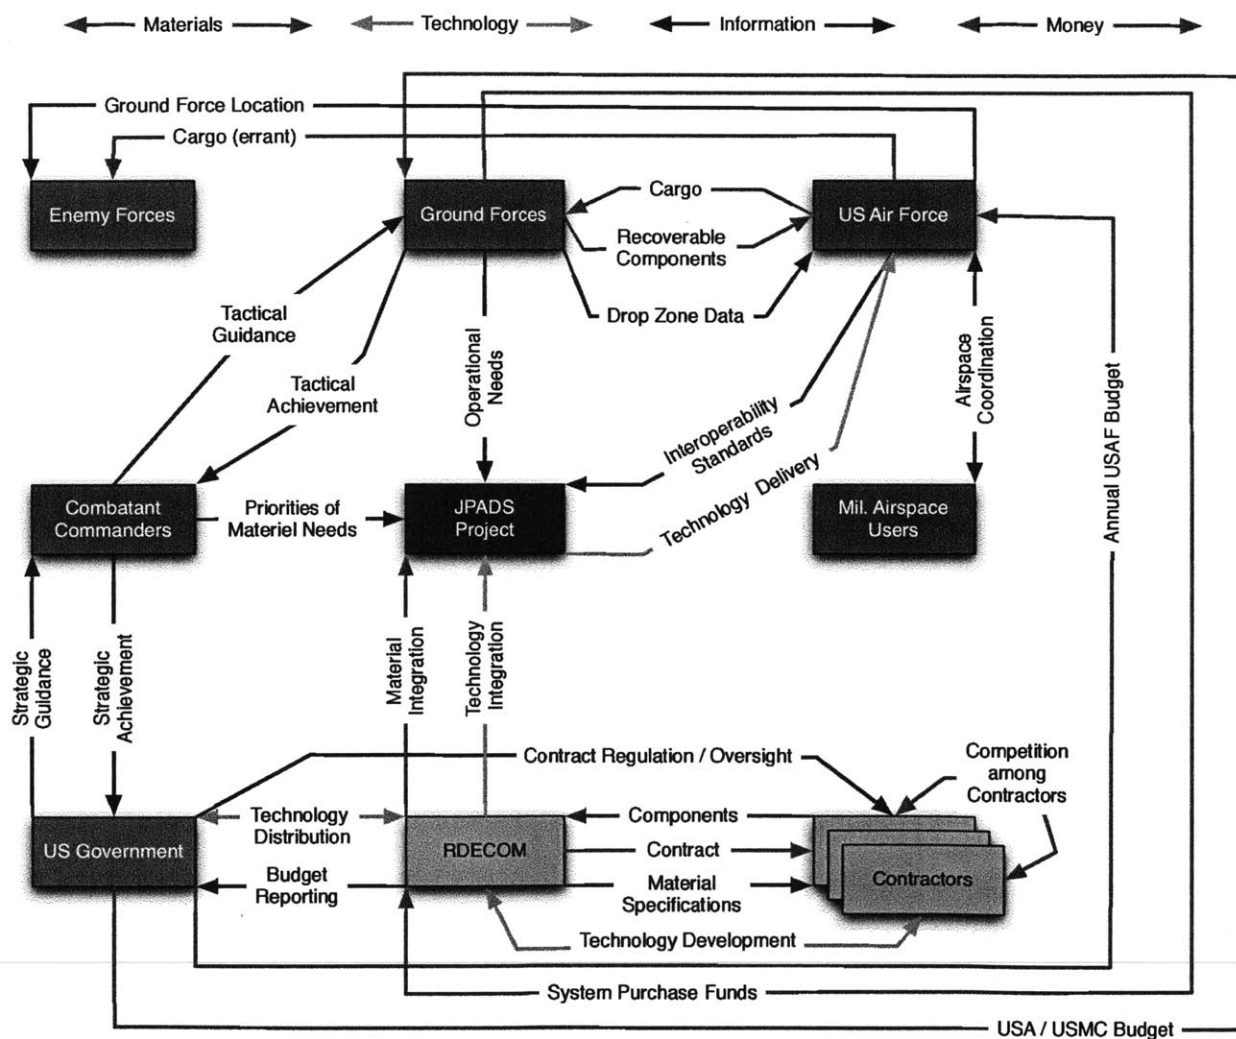 Materials
Technology
Information
Money
Ground Force Location
Cargo (errant)
Enemy Forces
Ground Forces
Cargo
US Air Force
Recoverable
Components
Drop Zone Data
Tactical
Guidance
Tactical
Achievement
Operational
Needs
Interoperability
Standards
Technology Delivery
Airspace
Coordination
Annual USAF Budget
Combatant
Commanders
Priorities of
Materiel Needs
JPADS
Project
Mil. Airspace
Users
Strategic
Guidance
Strategic
Achievement
Material
Integration
Technology
Integration
Contract Regulation / Oversight
Competition
among
Contractors
US Government
Technology
Distribution
Budget
Reporting
RDECOM
Components
Contract
Material
Specifications
Contractors
Technology Development
System Purchase Funds
USA / USMC Budget